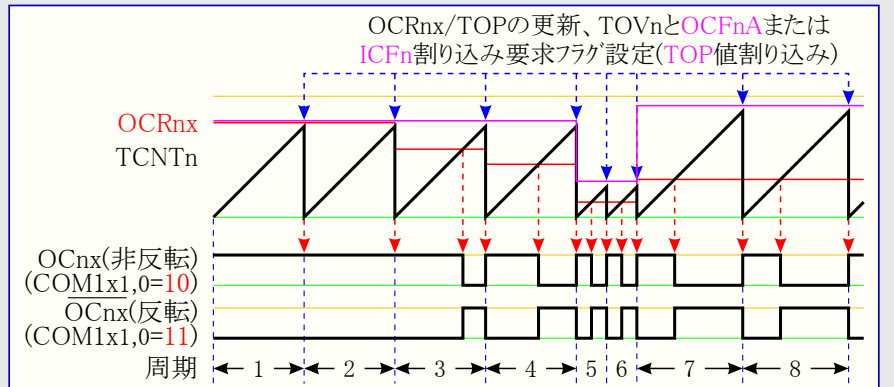 OCRnx/TOPの更新、TOVnとOCFnAまたは
ICFn割り込み要求フラグ設定(TOP値割り込み)
OCRnx
TCNTn
OCnx(非反転)
(COM1x1,0=10)
OCnx(反転)
(COM1x1,0=11)
周期 1 2 3 4 5 6 7 8